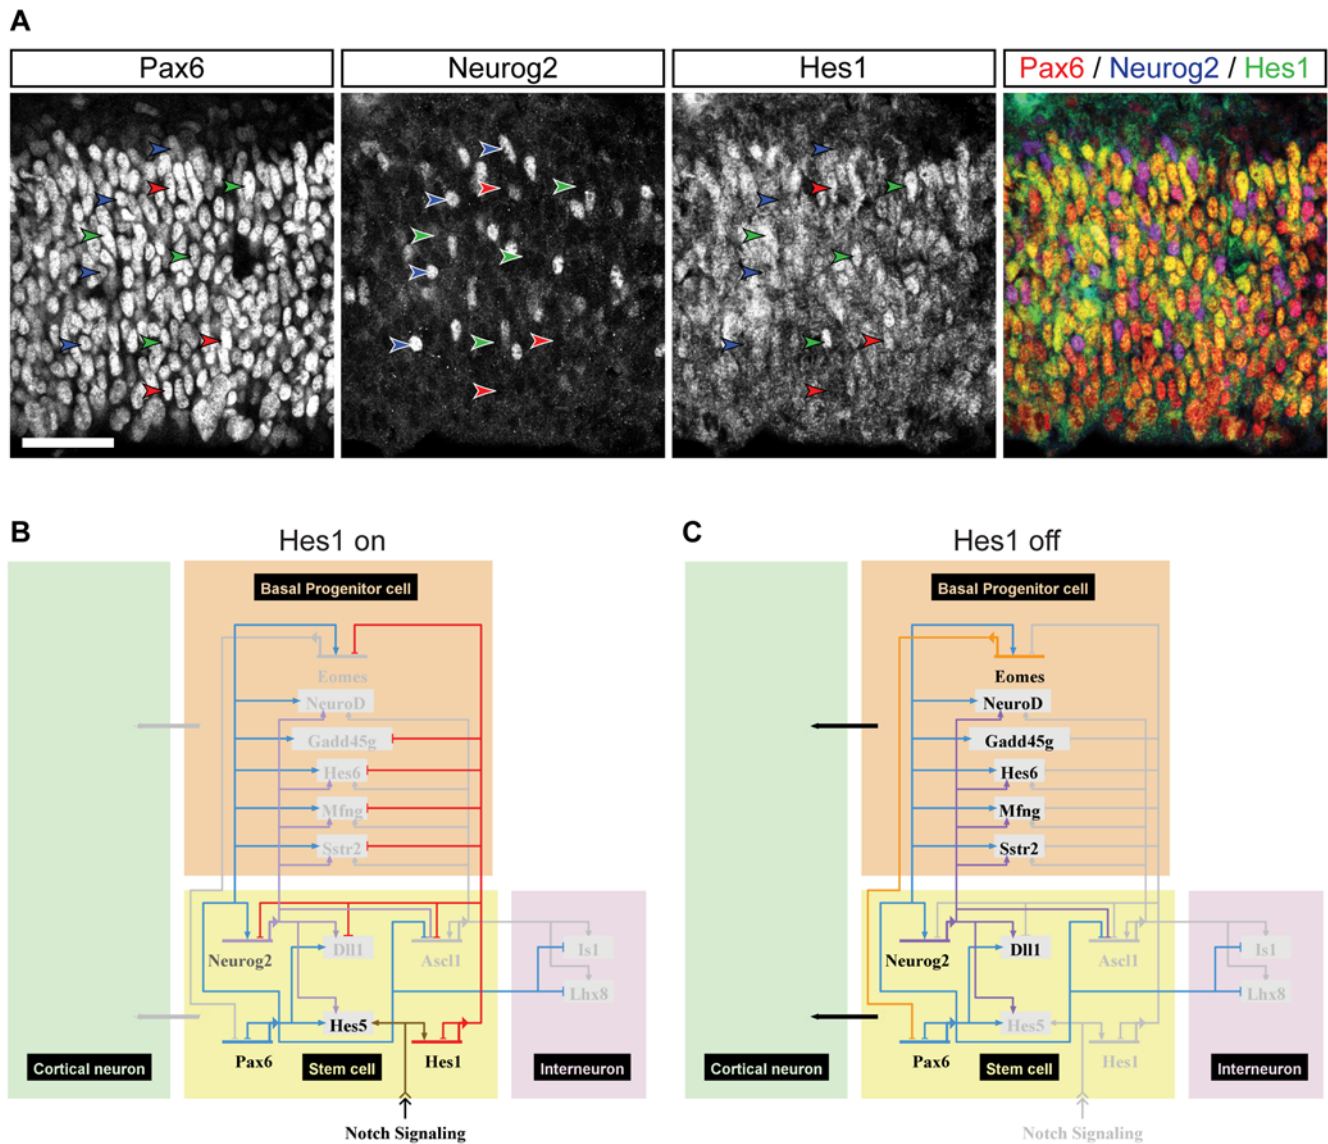 A
Pax6
Neurog2
Hes1
Pax6 / Neurog2 / Hes1
B
Hes1 on
Basal Progenitor cell
Eomes
NeuroD
Gadd45g
Hes6
Mfng
Sstr2
Neurog2
Dll1
Ascl1
Is1
Lhx8
Hes5
Pax6
Hes1
Cortical neuron
Stem cell
Interneuron
Notch Signaling
C
Hes1 off
Basal Progenitor cell
Eomes
NeuroD
Gadd45g
Hes6
Mfng
Sstr2
Neurog2
Dll1
Ascl1
Is1
Lhx8
Hes5
Pax6
Hes1
Cortical neuron
Stem cell
Interneuron
Notch Signaling